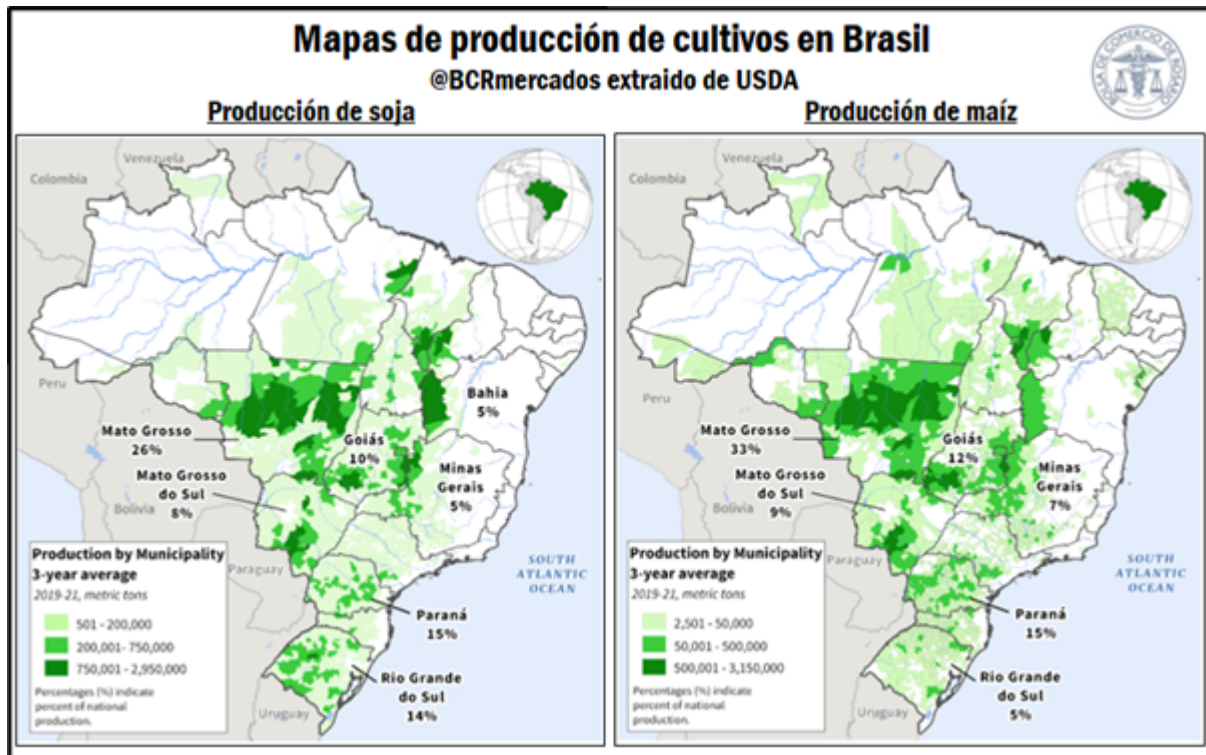 Mapas de producción de cultivos en Brasil
@BCRmercados extraido de USDA
BOLSA DE COMERCIO DE ROSARIO
Producción de soja
Venezuela
Colombia
Peru
Bahia
5%
Mato Grosso
26%
Goiás
10%
Mato Grosso
do Sul
8%
Minas
Gerais
5%
Bolivia
Paraguay
SOUTH
ATLANTIC
OCEAN
Paraná
15%
Rio Grande
do Sul
14%
Uruguay
Production by Municipality
3-year average
2019-21, metric tons
501 - 200,000
200,001- 750,000
750,001 - 2,950,000
Percentages (%) indicate
percent of national
production.
Producción de maíz
Venezuela
Colombia
Peru
Mato Grosso
33%
Goiás
12%
Mato Grosso
do Sul
9%
Minas
Gerais
7%
Bolivia
Paraguay
SOUTH
ATLANTIC
OCEAN
Paraná
15%
Rio Grande
do Sul
5%
Uruguay
Production by Municipality
3-year average
2019-21, metric tons
2,501 - 50,000
50,001 - 500,000
500,001 - 3,150,000
Percentages (%) indicate
percent of national
production.